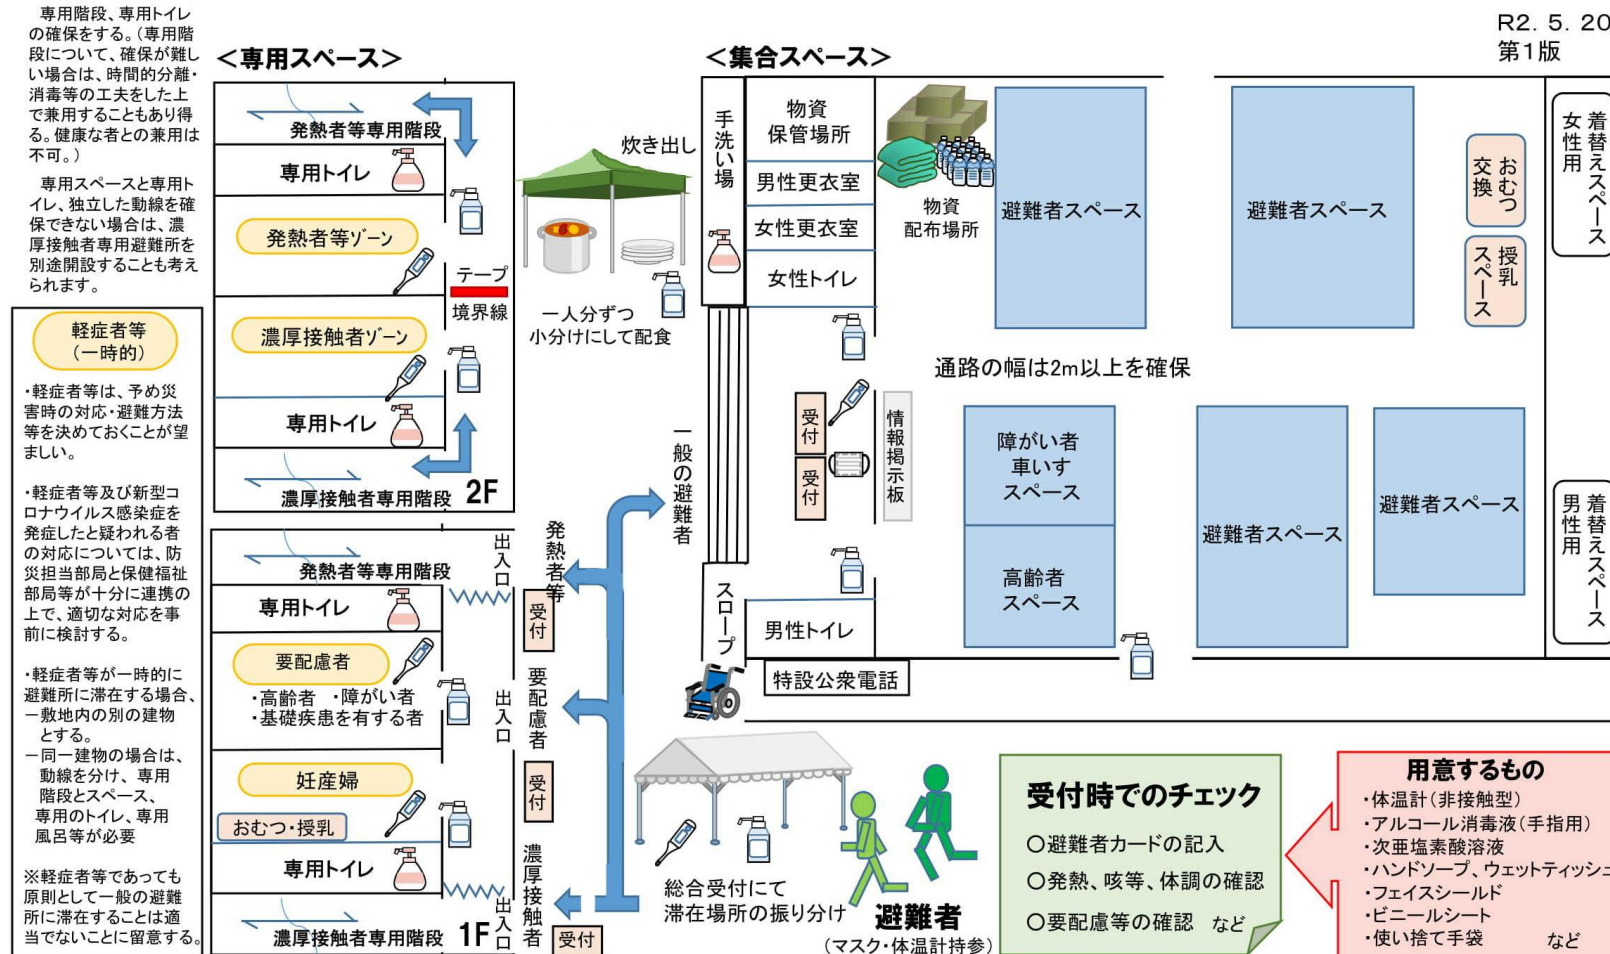 専用階段、専用トイレ
の確保をする。(専用階
段について、確保が難し
い場合は、時間的分離・
消毒等の工夫をした上
で兼用することもあり得
る。健康な者との兼用は
不可。)
専用スペースと専用ト
イレ、独立した動線を確
保できない場合は、濃
厚接触者専用避難所を
別途開設することも考え
られます。
軽症者等
(一時的)
・軽症者等は、予め災
害時の対応・避難方法
等を決めておくことが望
ましい。
・軽症者等及び新型コ
ロナウイルス感染症を
発症したと疑われる者
の対応については、防
災担当部局と保健福祉
部局等が十分に連携の
上で、適切な対応を事
前に検討する。
・軽症者等が一時的に
避難所に滞在する場合、
－敷地内の別の建物
とする。
－同一建物の場合は、
動線を分け、専用
階段とスペース、
専用のトイレ、専用
風呂等が必要
※軽症者等であっても
原則として一般の避難
所に滞在することは適
当でないことに留意する。
＜専用スペース＞
発熱者等専用階段
専用トイレ
発熱者等ゾーン
テープ
境界線
濃厚接触者ゾーン
専用トイレ
濃厚接触者専用階段 2F
発熱者等専用階段
専用トイレ
要配慮者
・高齢者 ・障がい者
・基礎疾患を有する者
妊産婦
おむつ・授乳
専用トイレ
濃厚接触者専用階段 1F
出入口
発熱者等
受付
出入口
要配慮者
受付
濃厚接触者
出入口
受付
炊き出し
一人分ずつ
小分けにして配食
一般の避難者
総合受付にて
滞在場所の振り分け
避難者
(マスク・体温計持参)
＜集合スペース＞
手洗い場
物資
保管場所
男性更衣室
女性更衣室
女性トイレ
物資
配布場所
受付
受付
情報掲示板
スロープ
男性トイレ
特設公衆電話
避難者スペース
避難者スペース
通路の幅は2m以上を確保
障がい者
車いす
スペース
高齢者
スペース
避難者スペース
避難者スペース
おむつ
交換
授乳
スペース
着替えスペース
女性用
着替えスペース
男性用
R2. 5. 20
第1版
受付時でのチェック
○避難者カードの記入
○発熱、咳等、体調の確認
○要配慮等の確認 など
用意するもの
・体温計(非接触型)
・アルコール消毒液(手指用)
・次亜塩素酸溶液
・ハンドソープ、ウェットティッシュ
・フェイスシールド
・ビニールシート
・使い捨て手袋 など